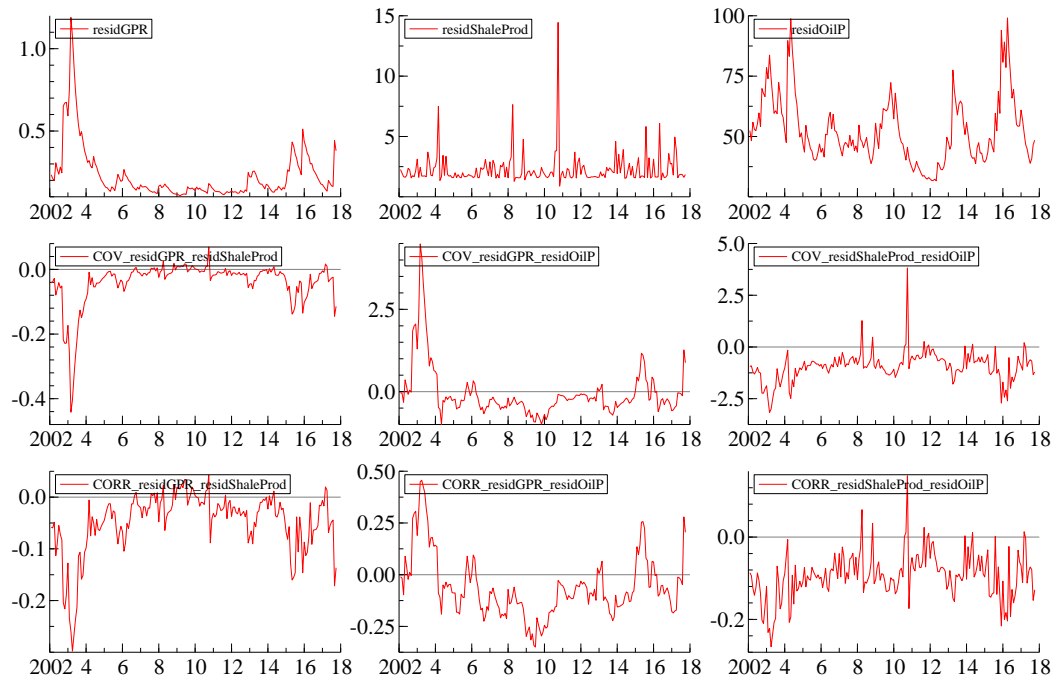 residGPR
1.0
0.5
2002 4 6 8 10 12 14 16 18
residShaleProd
15
10
5
2002 4 6 8 10 12 14 16 18
residOilP
100
75
50
2002 4 6 8 10 12 14 16 18
COV_residGPR_residShaleProd
0.0
-0.2
-0.4
2002 4 6 8 10 12 14 16 18
COV_residGPR_residOilP
2.5
0.0
2002 4 6 8 10 12 14 16 18
COV_residShaleProd_residOilP
5.0
2.5
0.0
-2.5
2002 4 6 8 10 12 14 16 18
CORR_residGPR_residShaleProd
0.0
-0.1
-0.2
2002 4 6 8 10 12 14 16 18
CORR_residGPR_residOilP
0.50
0.25
0.00
-0.25
2002 4 6 8 10 12 14 16 18
CORR_residShaleProd_residOilP
0.0
-0.2
2002 4 6 8 10 12 14 16 18